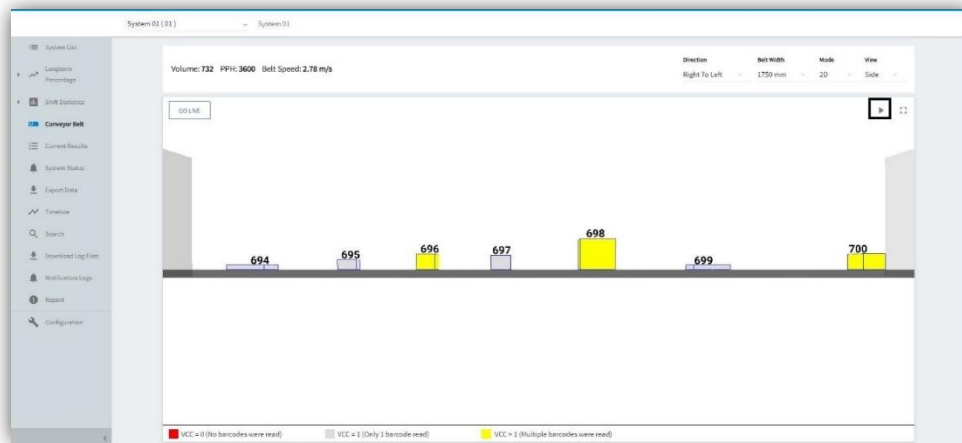 System 01 ( 01 )
System 01
System List
Longterm
Percentage
Shift Statistics
Conveyor Belt
Current Results
System Status
Export Data
Timeline
Search
Download Log Files
Notification Logs
Report
Configuration
Volume: 732 PPH: 3600 Belt Speed: 2.78 m/s
Direction Belt Width Mode View
Right To Left 1750 mm 2D Side
GO LIVE
694 695 696 697 698 699 700
VCC = 0 (No barcodes were read) VCC = 1 (Only 1 barcode read) VCC > 1 (Multiple barcodes were read)